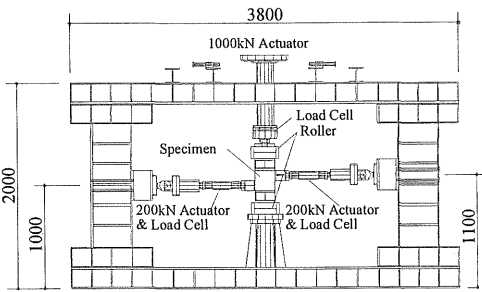 3800
1000kN Actuator
Load Cell
Roller
Specimen
2000
1000
200kN Actuator
& Load Cell
200kN Actuator
& Load Cell
1100